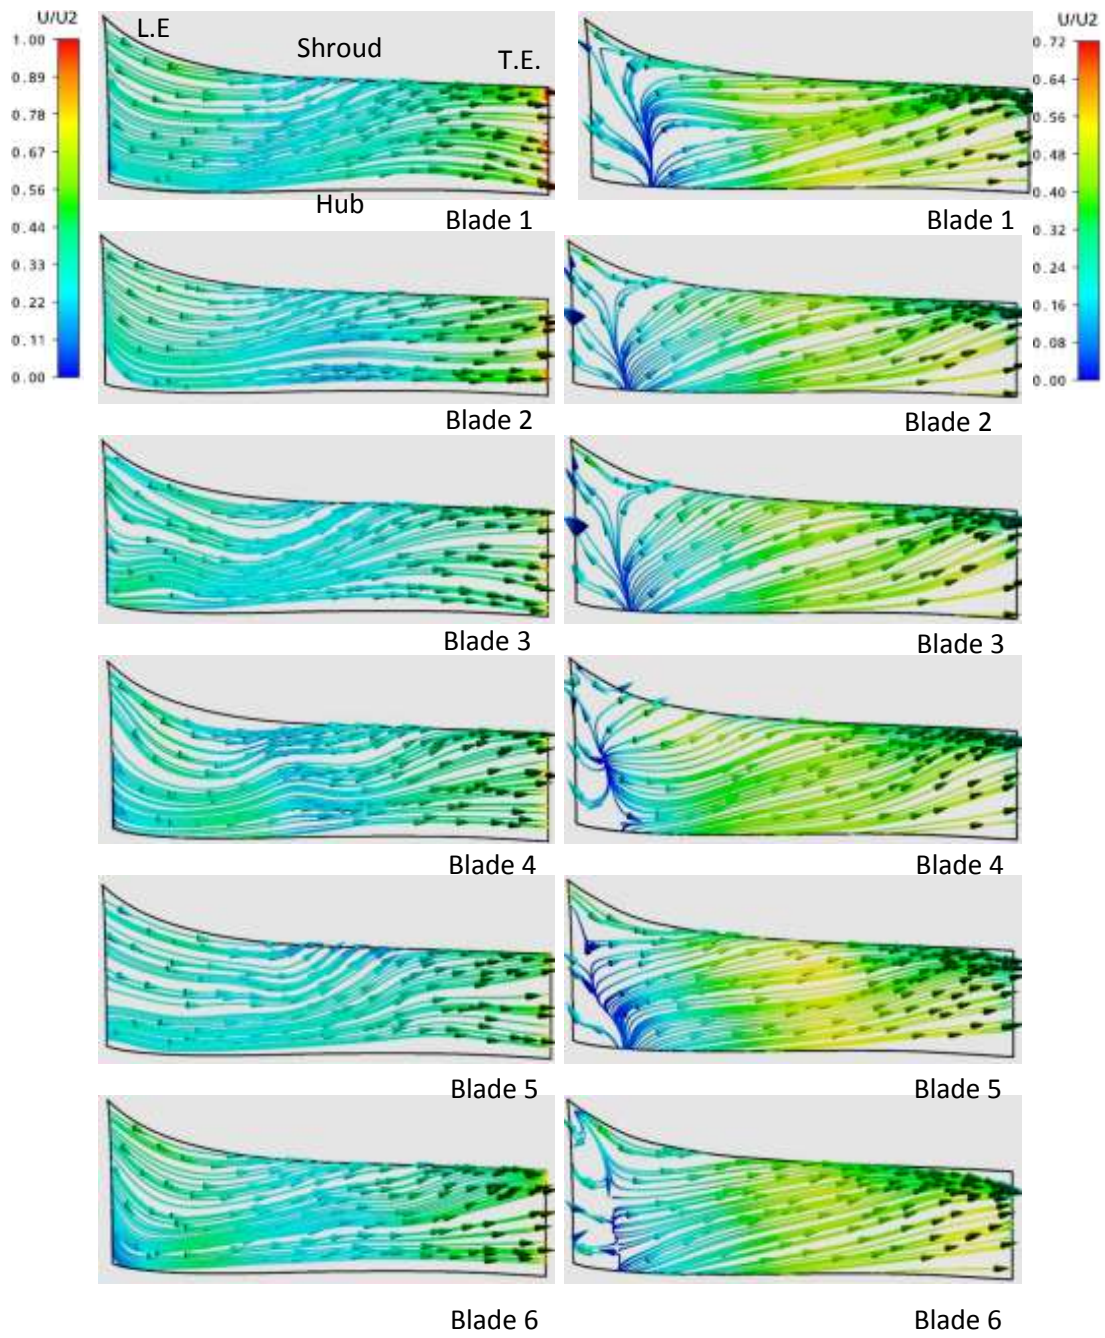 U/U2
1.00
0.89
0.78
0.67
0.56
0.44
0.33
0.22
0.11
0.00
L.E
Shroud
T.E.
Hub
U/U2
0.72
0.64
0.56
0.48
0.40
0.32
0.24
0.16
0.08
0.00
Blade 1
Blade 1
Blade 2
Blade 2
Blade 3
Blade 3
Blade 4
Blade 4
Blade 5
Blade 5
Blade 6
Blade 6